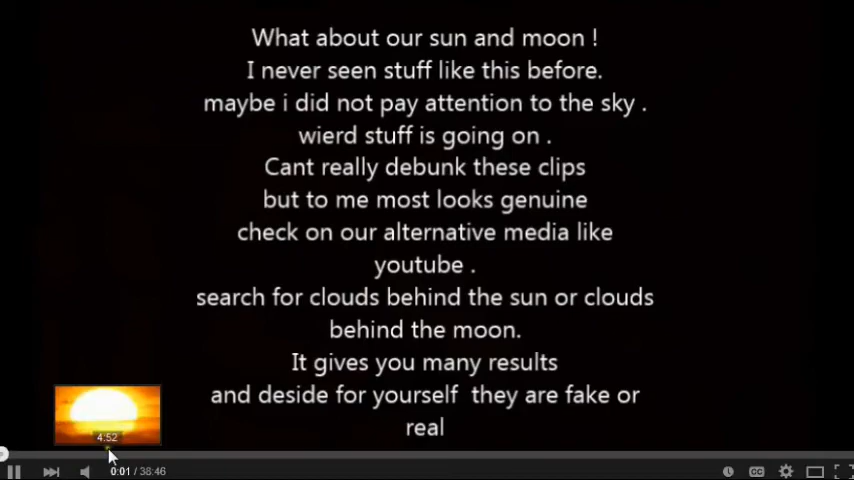 What about our sun and moon !
I never seen stuff like this before.
maybe i did not pay attention to the sky .
wierd stuff is going on .
Cant really debunk these clips
but to me most looks genuine
check on our alternative media like
youtube .
search for clouds behind the sun or clouds
behind the moon.
It gives you many results
and deside for yourself  they are fake or
real
4:52
0:01 / 38:46
CC